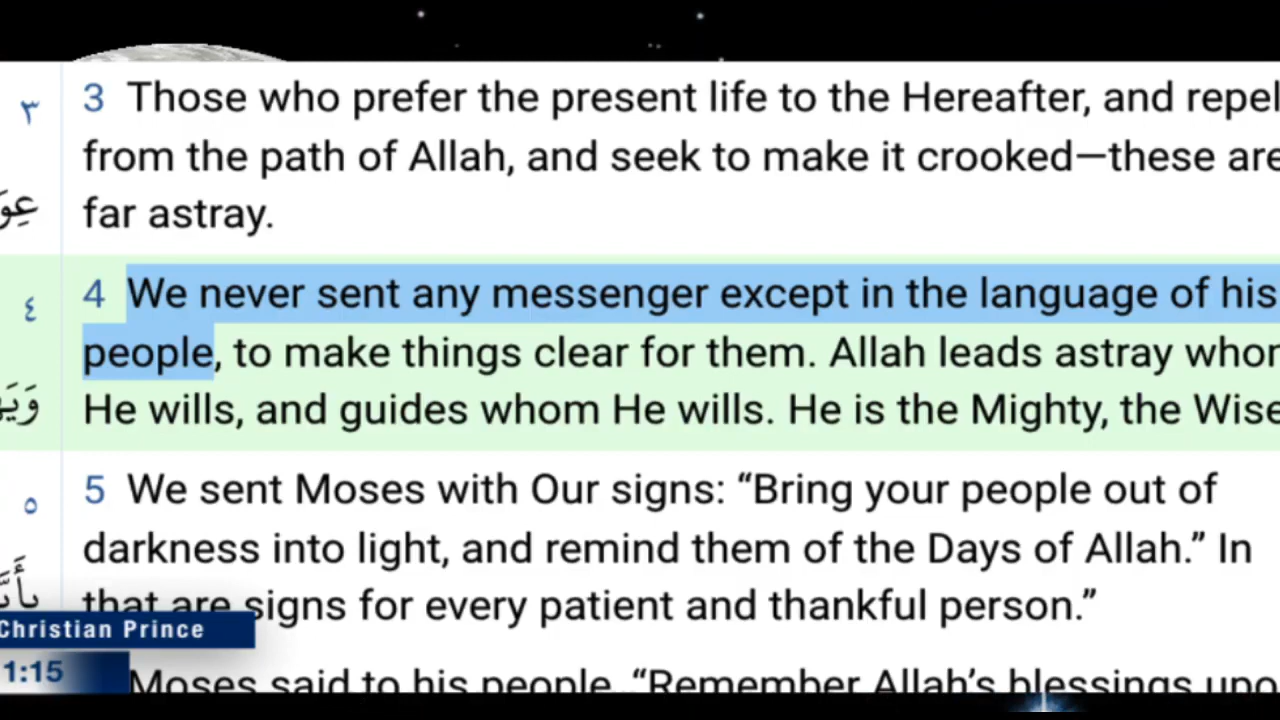 ٣
3 Those who prefer the present life to the Hereafter, and repel
from the path of Allah, and seek to make it crooked—these are
far astray.
٤
4 We never sent any messenger except in the language of his
people, to make things clear for them. Allah leads astray whom
He wills, and guides whom He wills. He is the Mighty, the Wise
٥
5 We sent Moses with Our signs: “Bring your people out of
darkness into light, and remind them of the Days of Allah.” In
that are signs for every patient and thankful person.”
Christian Prince
1:15
Moses said to his people, “Remember Allah’s blessings upo